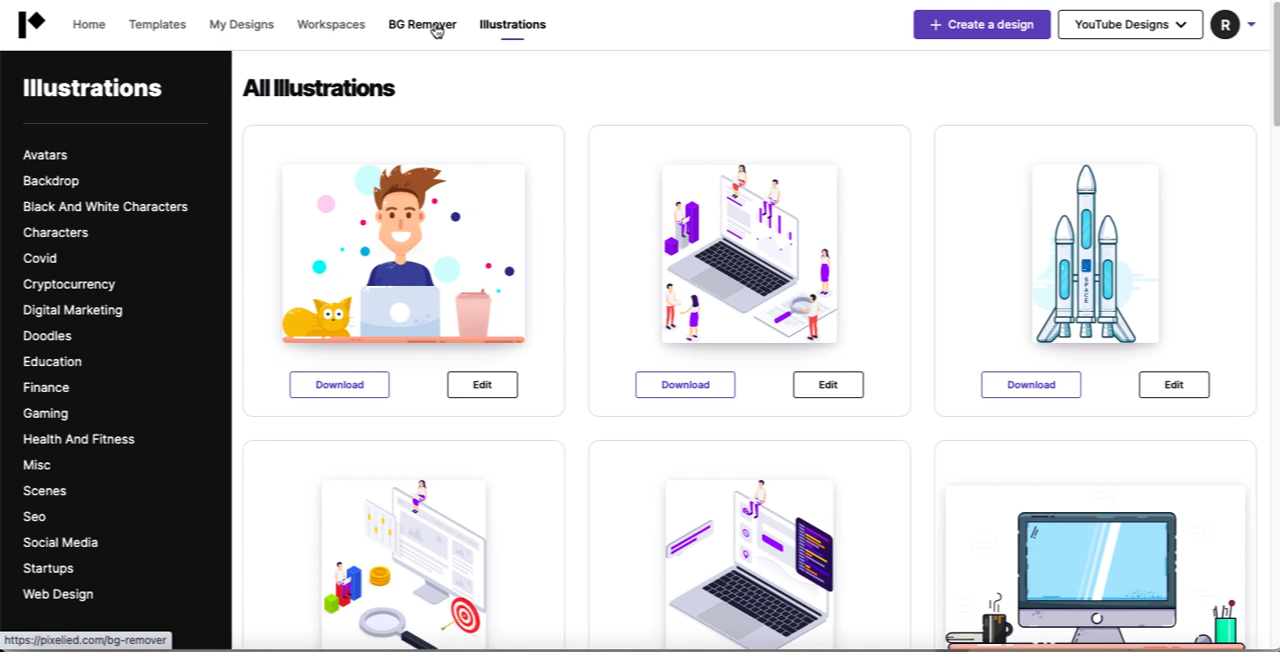 Home Templates My Designs Workspaces BG Remover Illustrations + Create a design YouTube Designs R
Illustrations
Avatars
Backdrop
Black And White Characters
Characters
Covid
Cryptocurrency
Digital Marketing
Doodles
Education
Finance
Gaming
Health And Fitness
Misc
Scenes
Seo
Social Media
Startups
Web Design
All Illustrations
SPACE
Download Edit Download Edit Download Edit
https://pixelied.com/bg-remover